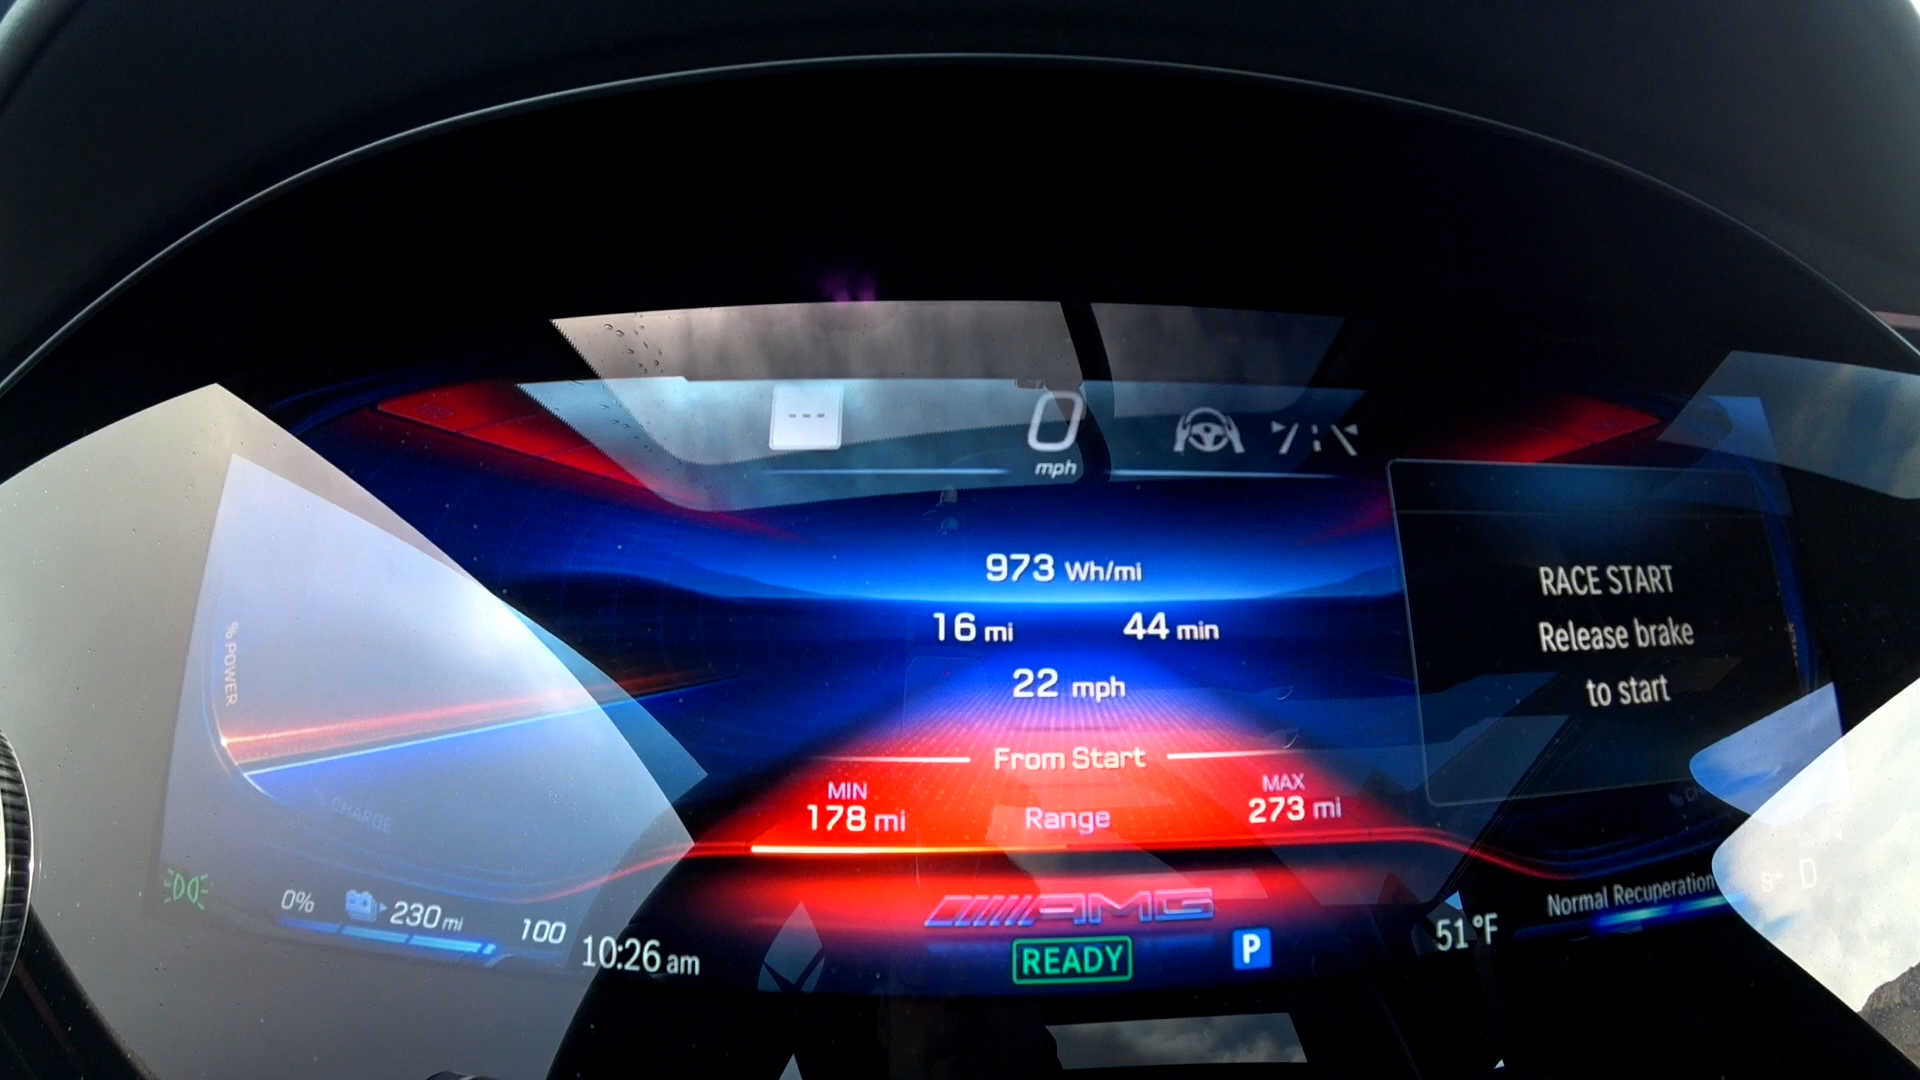 ---
0
mph
973 Wh/mi
16 mi 44 min
22 mph
From Start
MIN
178 mi
Range
MAX
273 mi
RACE START
Release brake
to start
% POWER
% CHARGE
0% 230 mi 100
10:26 am
AMG
READY
P
51°F
Normal Recuperation
D